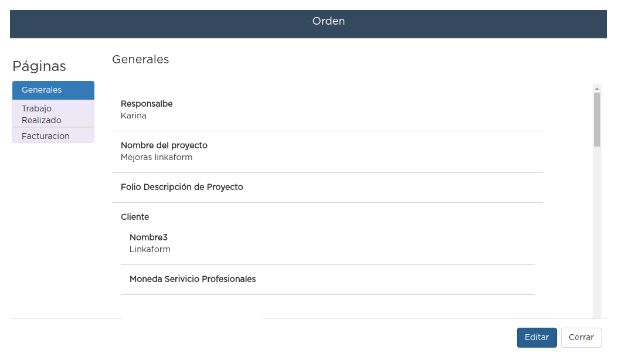 Orden
Páginas
Generales
Trabajo
Realizado
Facturacion
Generales
Responsalbe
Karina
Nombre del proyecto
Mejoras linkaform
Folio Descripción de Proyecto
Cliente
Nombre3
Linkaform
Moneda Serivicio Profesionales
Editar
Cerrar